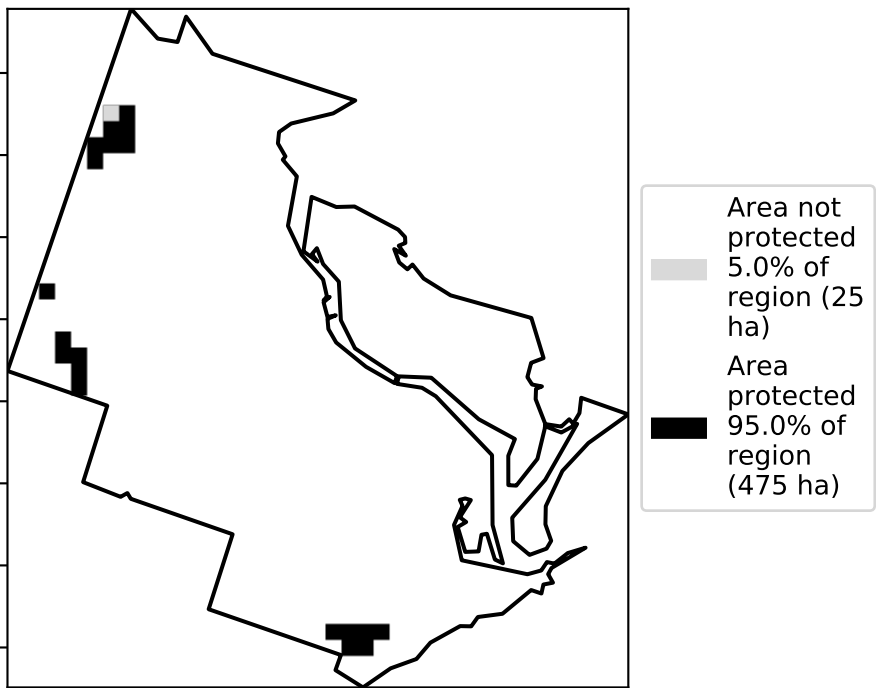 Area not
protected
5.0% of
region (25
ha)
Area
protected
95.0% of
region
(475 ha)